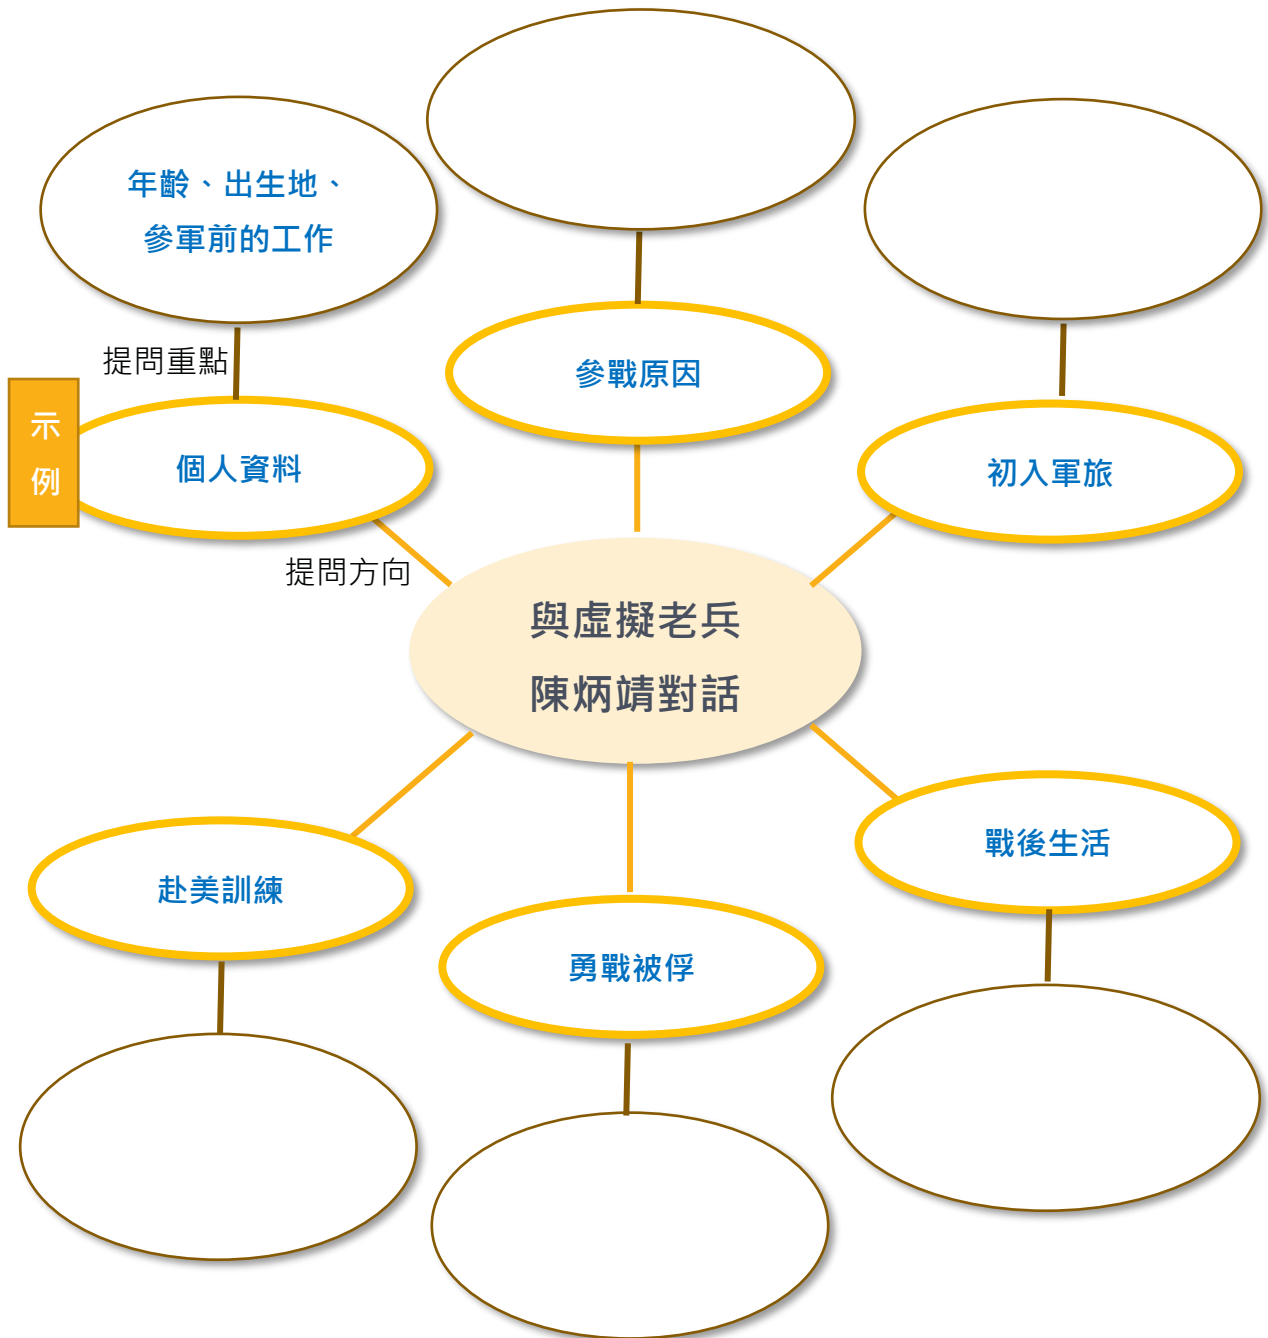 年齡、出生地、
參軍前的工作
提問重點
參戰原因
示
例
個人資料
初入軍旅
提問方向
與虛擬老兵
陳炳靖對話
戰後生活
赴美訓練
勇戰被俘